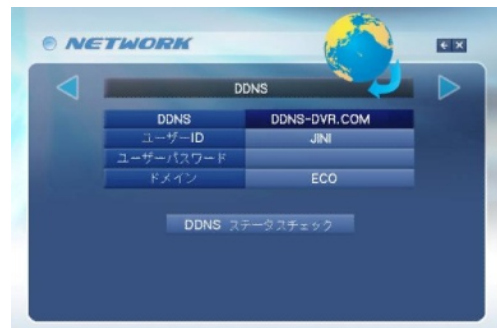 NETWORK
DDNS
DDNS DDNS-DVR.COM
ユーザーID JINI
ユーザーパスワード
ドメイン ECO
DDNS ステータスチェック